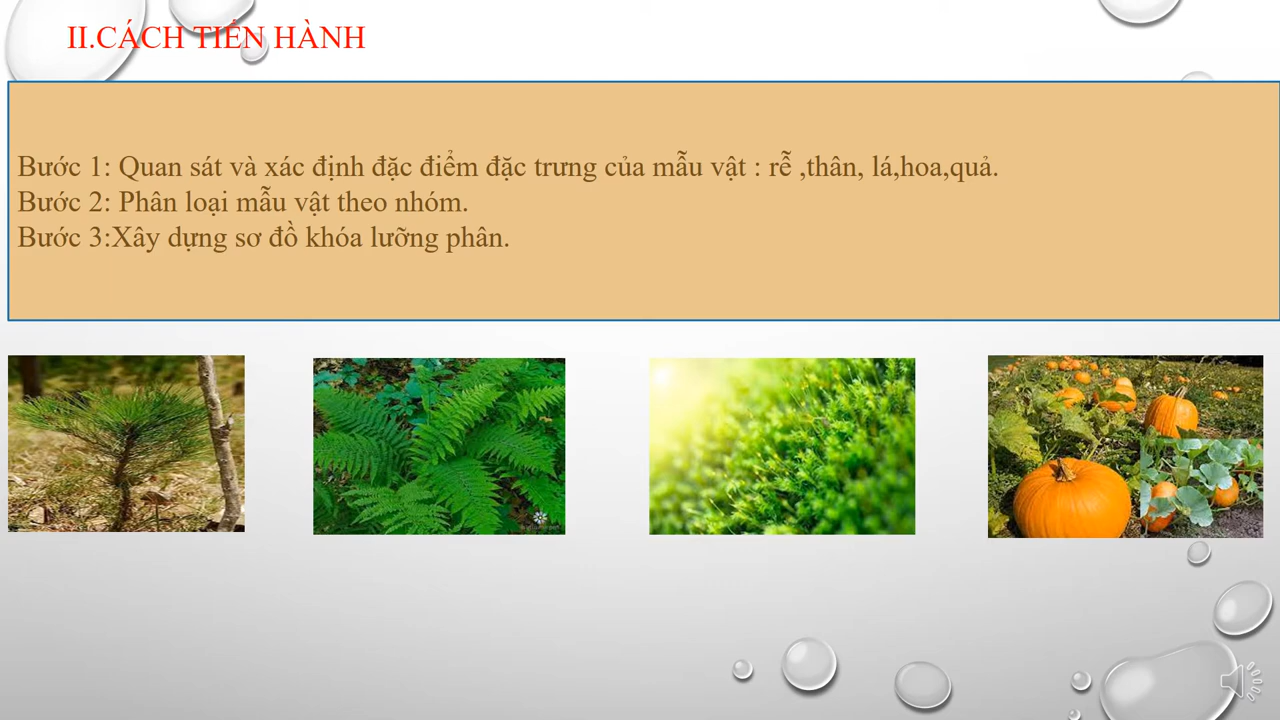 II.CÁCH TIẾN HÀNH
Bước 1: Quan sát và xác định đặc điểm đặc trưng của mẫu vật : rễ ,thân, lá,hoa,quả.
Bước 2: Phân loại mẫu vật theo nhóm.
Bước 3:Xây dựng sơ đồ khóa lưỡng phân.